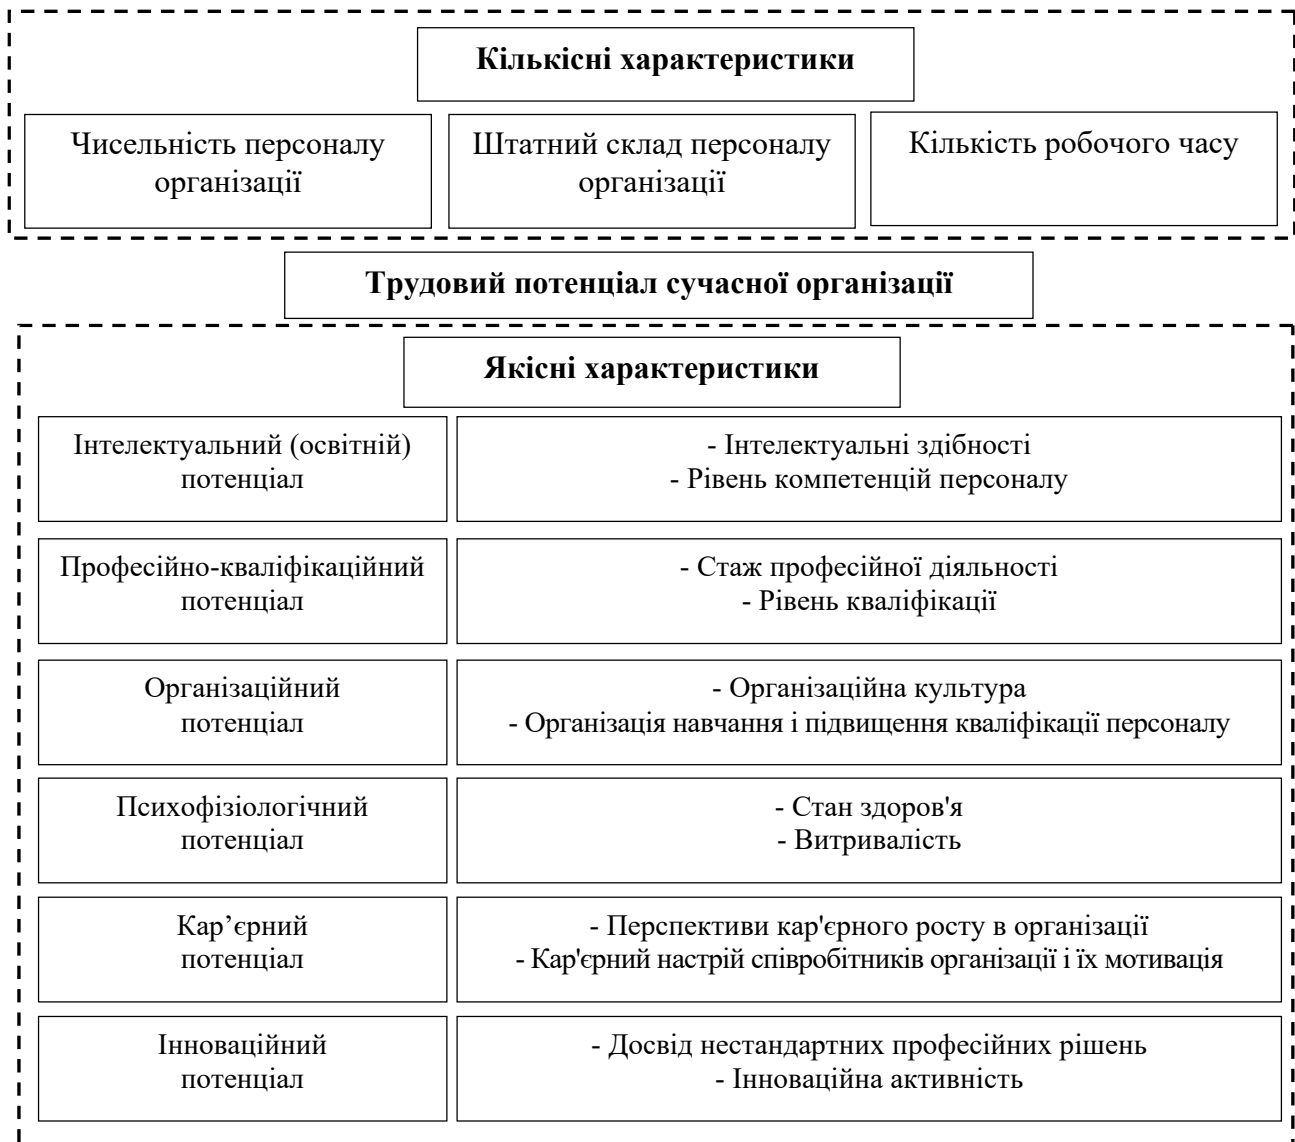 Кількісні характеристики
Чисельність персоналу
організації
Штатний склад персоналу
організації
Кількість робочого часу
Трудовий потенціал сучасної організації
Якісні характеристики
Інтелектуальний (освітній)
потенціал
- Інтелектуальні здібності
- Рівень компетенцій персоналу
Професійно-кваліфікаційний
потенціал
- Стаж професійної діяльності
- Рівень кваліфікації
Організаційний
потенціал
- Організаційна культура
- Організація навчання і підвищення кваліфікації персоналу
Психофізіологічний
потенціал
- Стан здоров'я
- Витривалість
Кар’єрний
потенціал
- Перспективи кар'єрного росту в організації
- Кар'єрний настрій співробітників організації і їх мотивація
Інноваційний
потенціал
- Досвід нестандартних професійних рішень
- Інноваційна активність